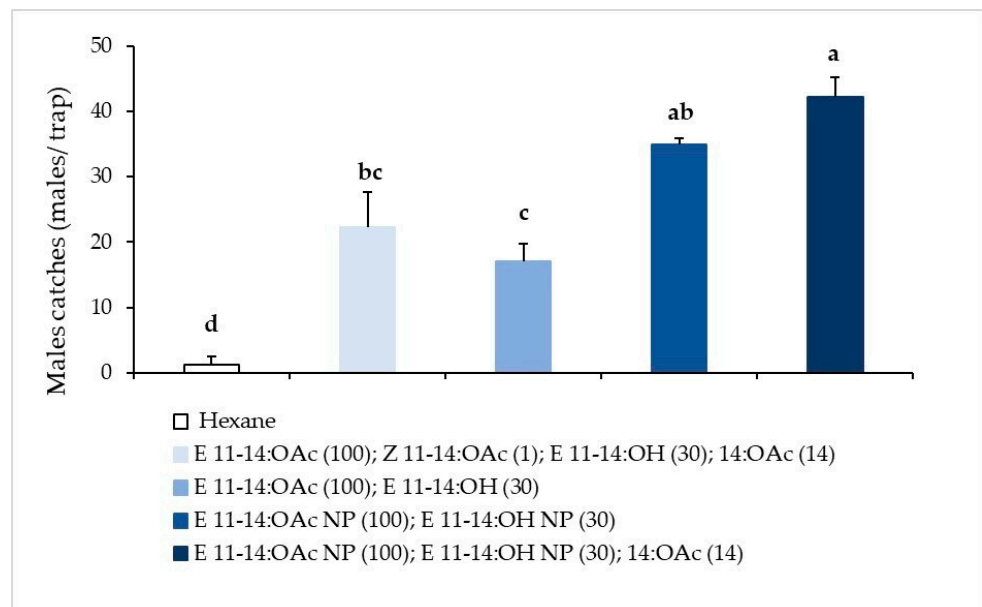 50
40
30
20
10
0
Males catches (males/ trap)
d
bc
c
ab
a
Hexane
E 11-14:OAc (100); Z 11-14:OAc (1); E 11-14:OH (30); 14:OAc (14)
E 11-14:OAc (100); E 11-14:OH (30)
E 11-14:OAc NP (100); E 11-14:OH NP (30)
E 11-14:OAc NP (100); E 11-14:OH NP (30); 14:OAc (14)